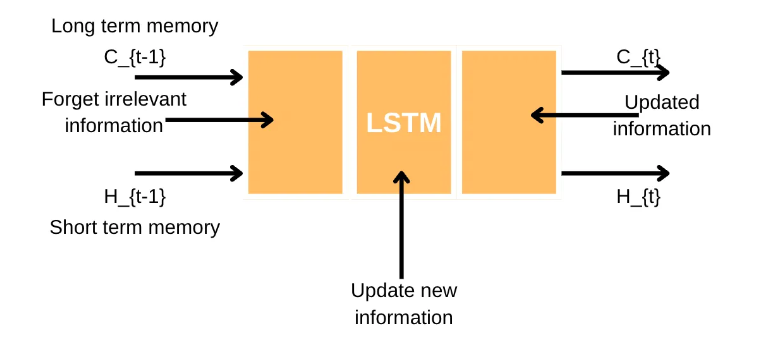 Long term memory
C_{t-1}
Forget irrelevant
information
H_{t-1}
Short term memory
LSTM
Update new
information
C_{t}
Updated
information
H_{t}